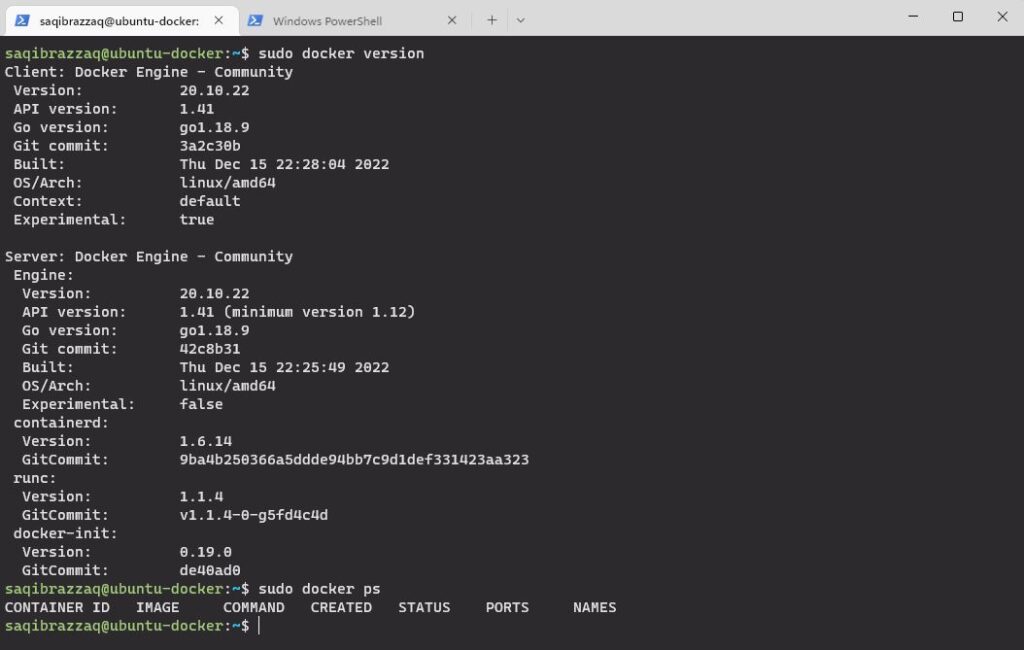 saqibrazzaq@ubuntu-docker: Windows PowerShell
saqibrazzaq@ubuntu-docker:~$ sudo docker version
Client: Docker Engine - Community
 Version:           20.10.22
 API version:       1.41
 Go version:        go1.18.9
 Git commit:        3a2c30b
 Built:             Thu Dec 15 22:28:04 2022
 OS/Arch:           linux/amd64
 Context:           default
 Experimental:      true

Server: Docker Engine - Community
 Engine:
  Version:          20.10.22
  API version:      1.41 (minimum version 1.12)
  Go version:       go1.18.9
  Git commit:       42c8b31
  Built:            Thu Dec 15 22:25:49 2022
  OS/Arch:          linux/amd64
  Experimental:     false
 containerd:
  Version:          1.6.14
  GitCommit:        9ba4b250366a5ddde94bb7c9d1def331423aa323
 runc:
  Version:          1.1.4
  GitCommit:        v1.1.4-0-g5fd4c4d
 docker-init:
  Version:          0.19.0
  GitCommit:        de40ad0
saqibrazzaq@ubuntu-docker:~$ sudo docker ps
CONTAINER ID   IMAGE     COMMAND   CREATED   STATUS    PORTS     NAMES
saqibrazzaq@ubuntu-docker:~$